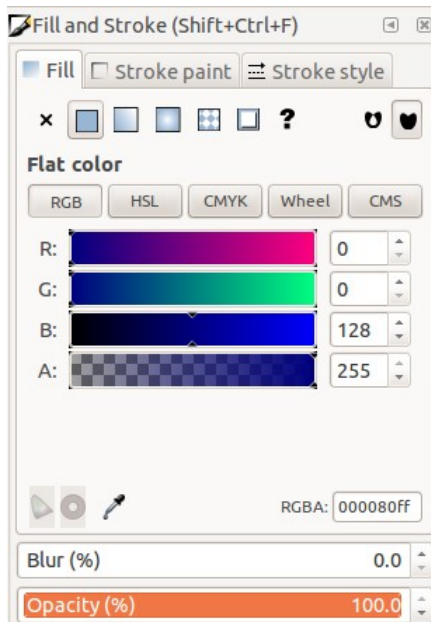 Fill and Stroke (Shift+Ctrl+F)
Fill Stroke paint Stroke style
?
Flat color
RGB HSL CMYK Wheel CMS
R: 0
G: 0
B: 128
A: 255
RGBA: 000080ff
Blur (%) 0.0
Opacity (%) 100.0